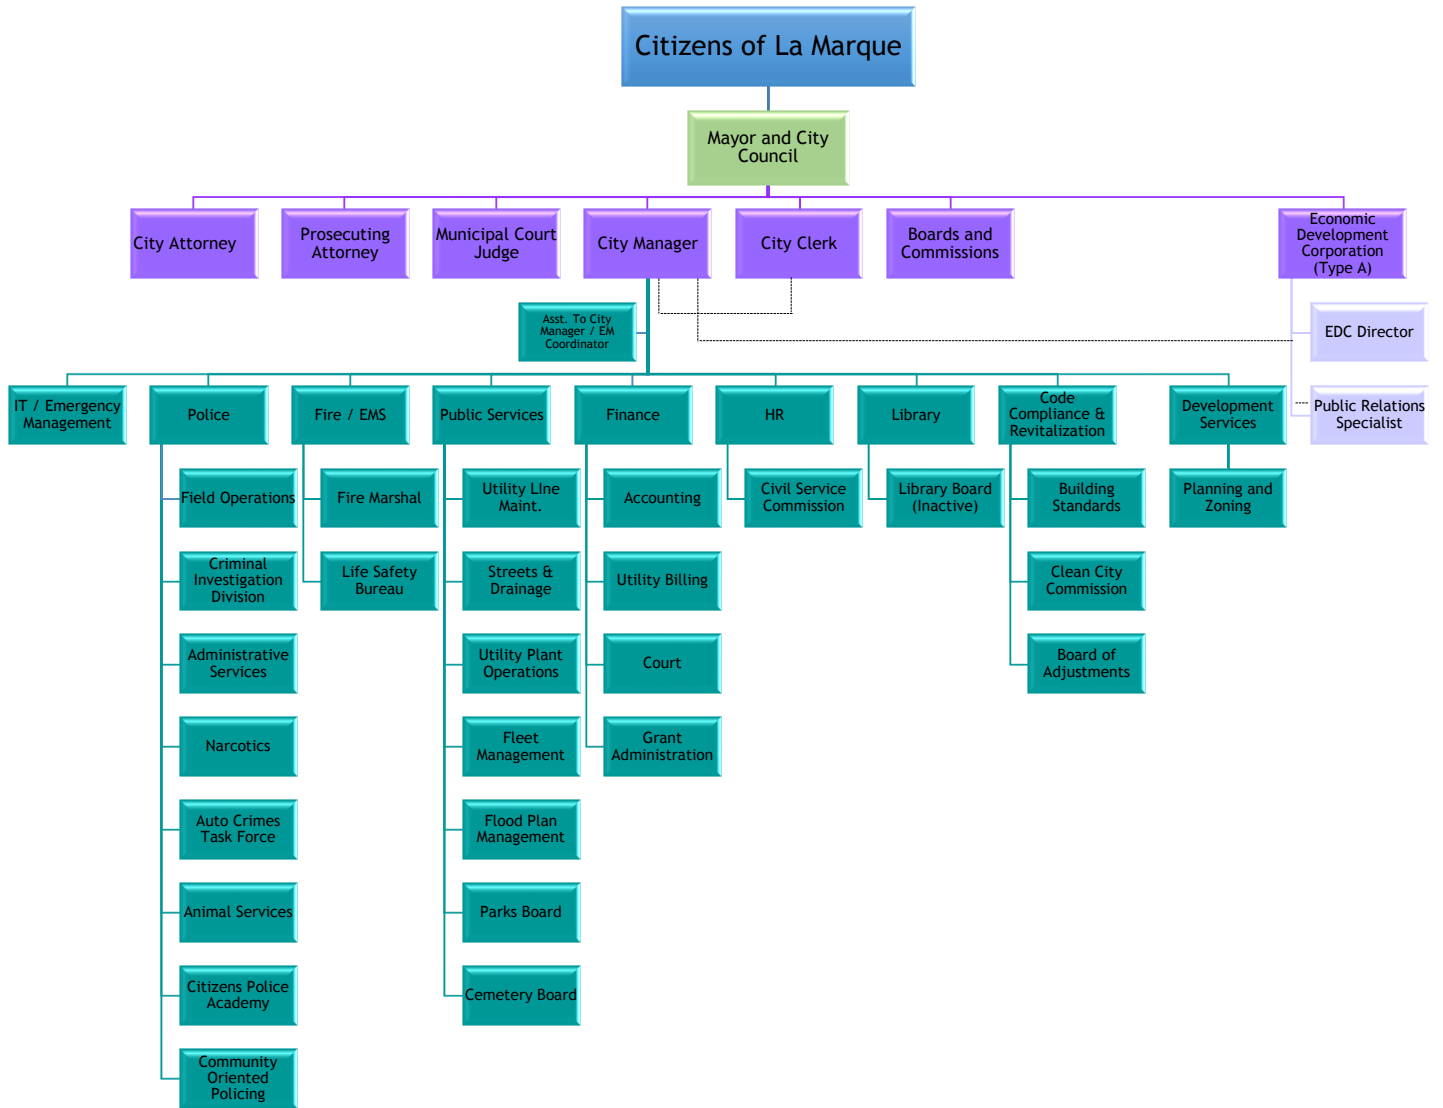 Citizens of La Marque
Mayor and City
Council
City Attorney
Prosecuting
Attorney
Municipal Court
Judge
City Manager
City Clerk
Boards and
Commissions
Economic
Development
Corporation
(Type A)
Asst. To City
Manager / EM
Coordinator
EDC Director
Public Relations
Specialist
IT / Emergency
Management
Police
Fire / EMS
Public Services
Finance
HR
Library
Code
Compliance &
Revitalization
Development
Services
Field Operations
Criminal
Investigation
Division
Administrative
Services
Narcotics
Auto Crimes
Task Force
Animal Services
Citizens Police
Academy
Community
Oriented
Policing
Fire Marshal
Life Safety
Bureau
Utility LIne
Maint.
Streets &
Drainage
Utility Plant
Operations
Fleet
Management
Flood Plan
Management
Parks Board
Cemetery Board
Accounting
Utility Billing
Court
Grant
Administration
Civil Service
Commission
Library Board
(Inactive)
Building
Standards
Clean City
Commission
Board of
Adjustments
Planning and
Zoning